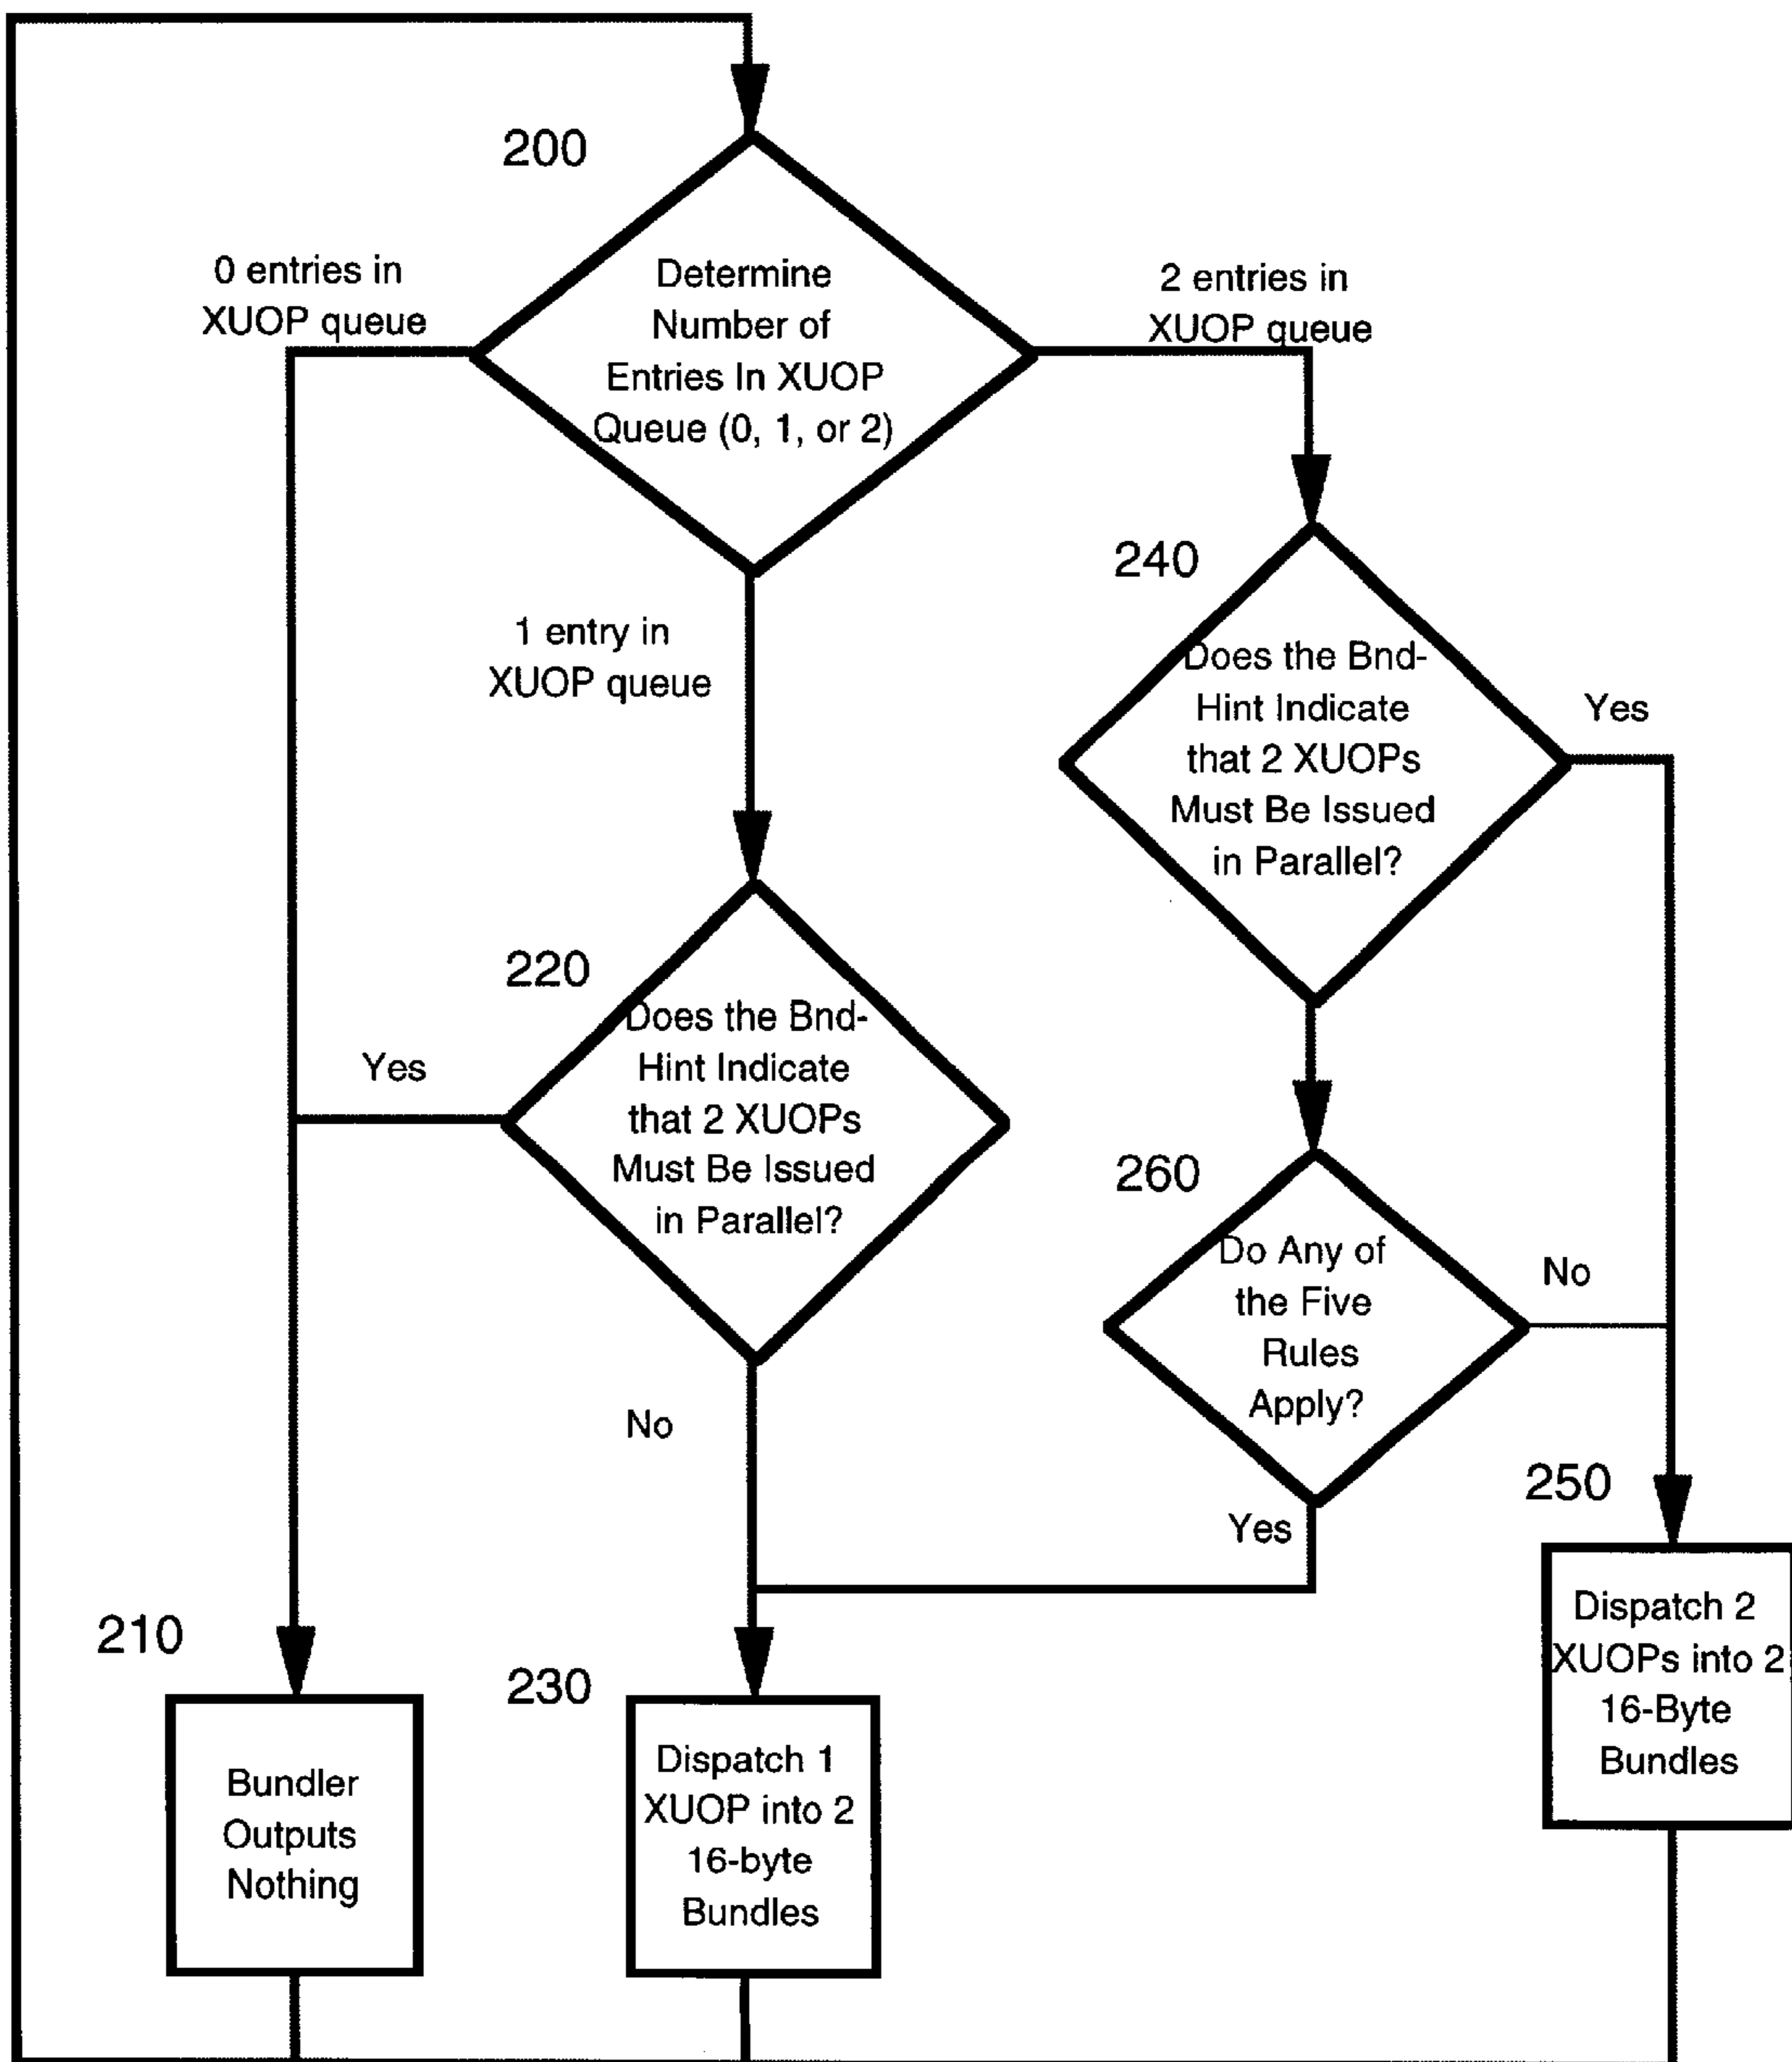 200
Determine
Number of
Entries In XUOP
Queue (0, 1, or 2)
0 entries in
XUOP queue
2 entries in
XUOP queue
1 entry in
XUOP queue
240
Does the Bnd-
Hint Indicate
that 2 XUOPs
Must Be Issued
in Parallel?
Yes
220
Does the Bnd-
Hint Indicate
that 2 XUOPs
Must Be Issued
in Parallel?
Yes
No
260
Do Any of
the Five
Rules
Apply?
No
Yes
250
Dispatch 2
XUOPs into 2
16-Byte
Bundles
210
Bundler
Outputs
Nothing
230
Dispatch 1
XUOP into 2
16-byte
Bundles